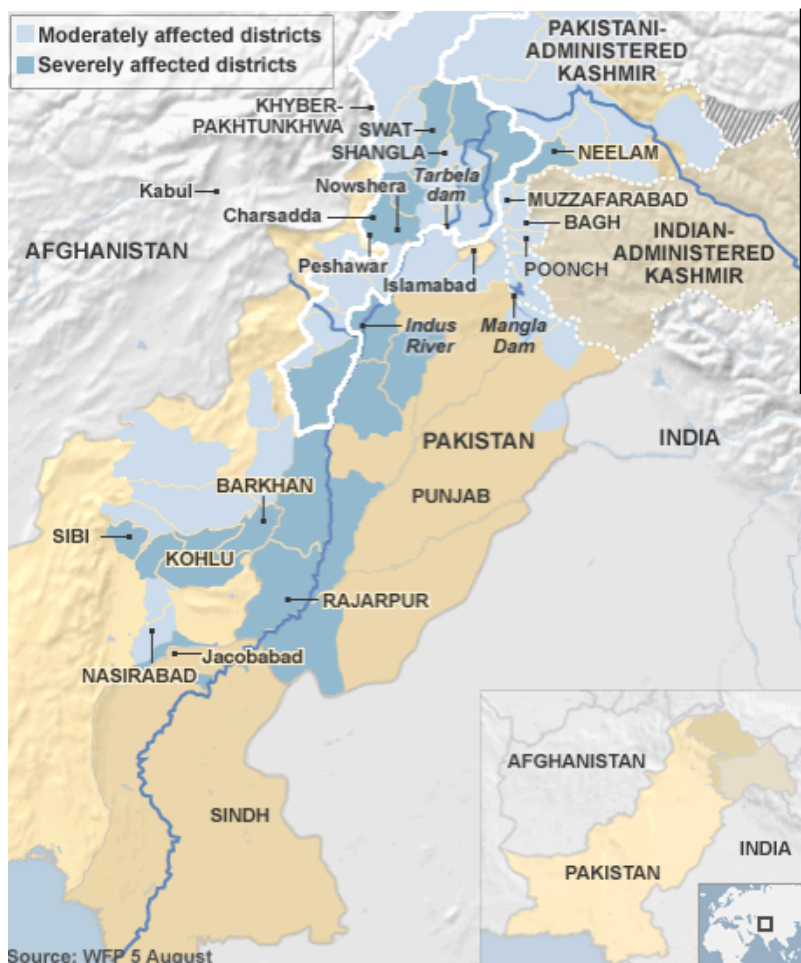 Moderately affected districts
Severely affected districts
PAKISTANI-
ADMINISTERED
KASHMIR
KHYBER-
PAKHTUNKHWA
SWAT
SHANGLA
NEELAM
Tarbela
dam
Nowshera
Kabul
MUZZAFARABAD
Charsadda
BAGH
INDIAN-
ADMINISTERED
KASHMIR
AFGHANISTAN
Peshawar
POONCH
Islamabad
Indus
River
Mangla
Dam
PAKISTAN
INDIA
BARKHAN
PUNJAB
SIBI
KOHLU
RAJARPUR
Jacobabad
NASIRABAD
SINDH
AFGHANISTAN
PAKISTAN
INDIA
Source: WFP 5 August